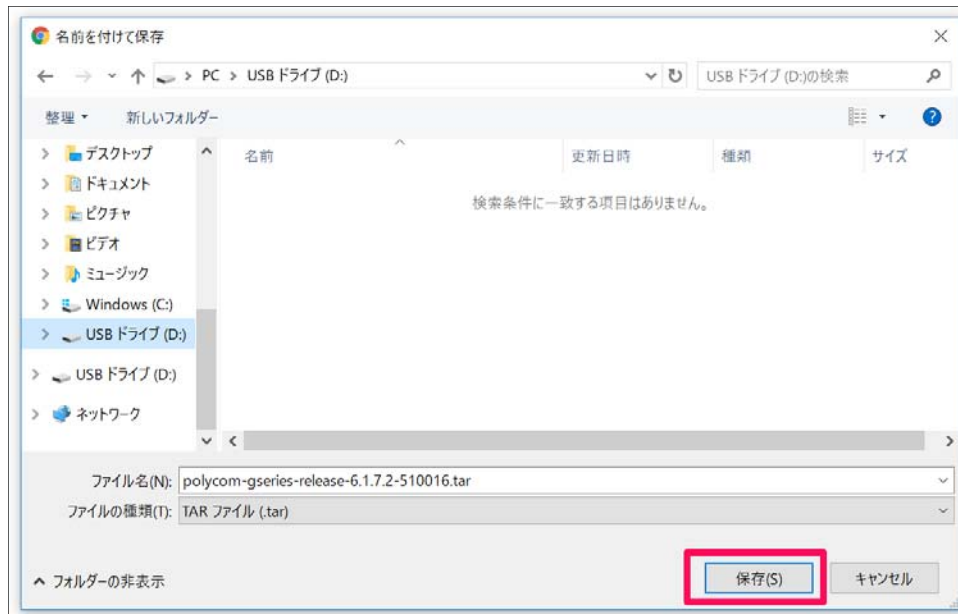 名前を付けて保存
PC > USB ドライブ (D:)
USB ドライブ (D:)の検索
整理
新しいフォルダー
名前
更新日時
種類
サイズ
検索条件に一致する項目はありません。
デスクトップ
ドキュメント
ピクチャ
ビデオ
ミュージック
Windows (C:)
USB ドライブ (D:)
USB ドライブ (D:)
ネットワーク
ファイル名(N): polycom-gseries-release-6.1.7.2-510016.tar
ファイルの種類(T): TAR ファイル (.tar)
フォルダーの非表示
保存(S)
キャンセル